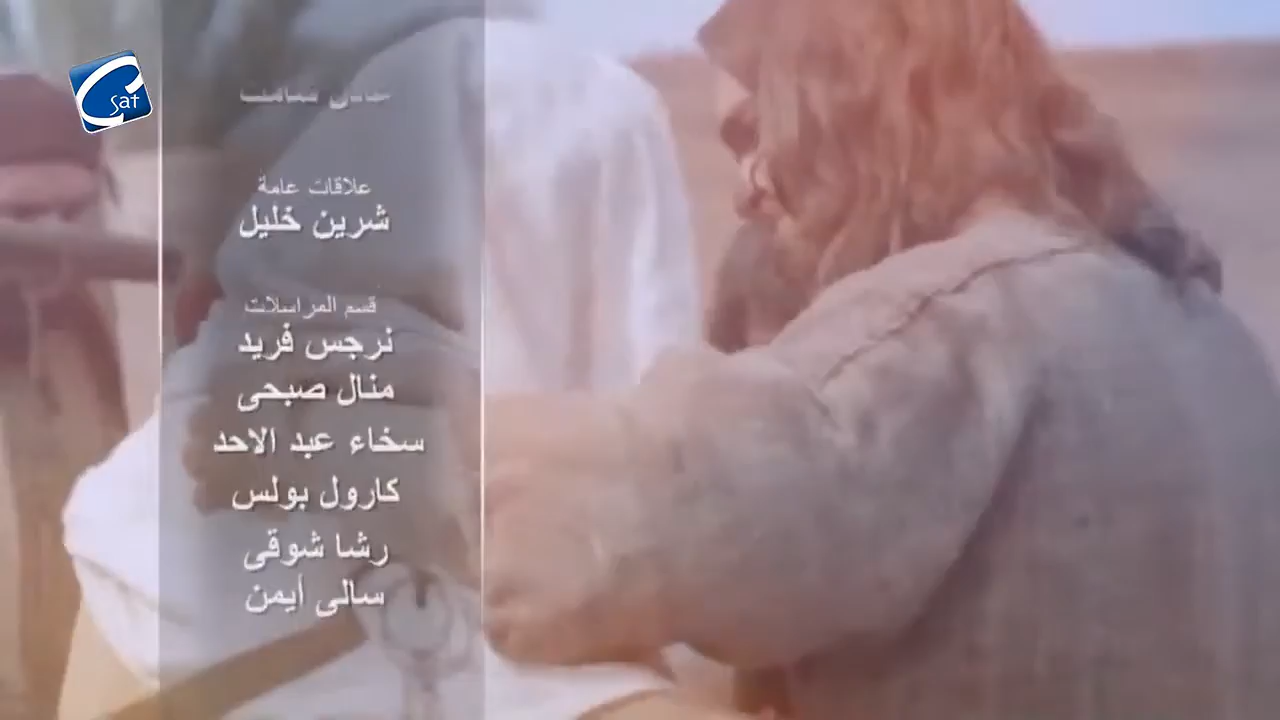 Sat
علاقات عامة
شرين خليل
قسم المراسلات
نرجس فريد
منال صبحى
سخاء عبد الاحد
كارول بولس
رشا شوقى
سالى أيمن